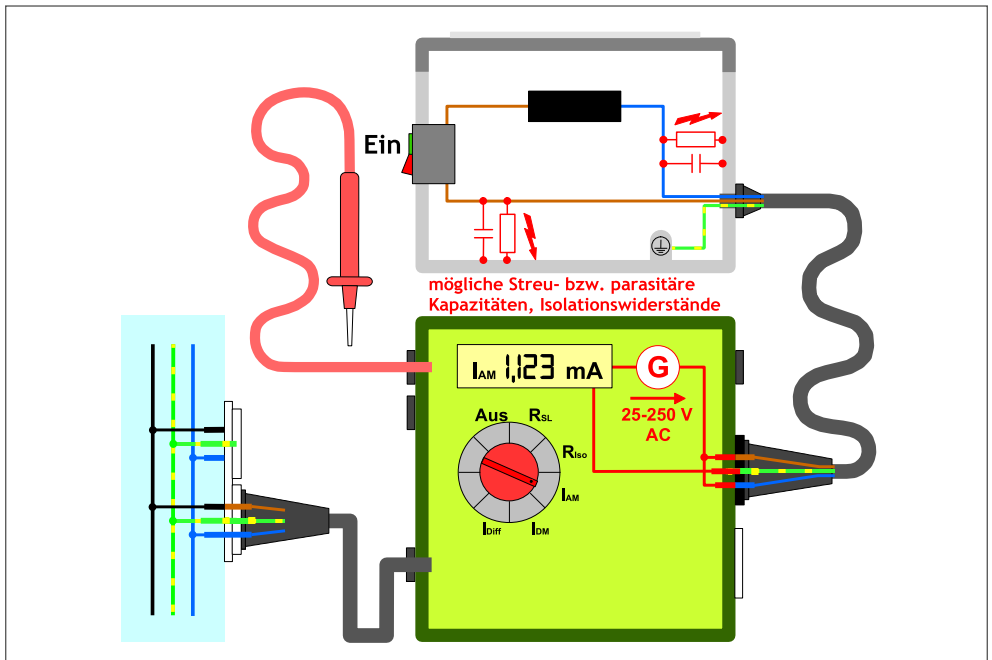 Ein
mögliche Streu- bzw. parasitäre
Kapazitäten, Isolationswiderstände
IAM 1,123 mA
G
25-250 V
AC
Aus
RSL
RIso
IAM
IDM
IDiff